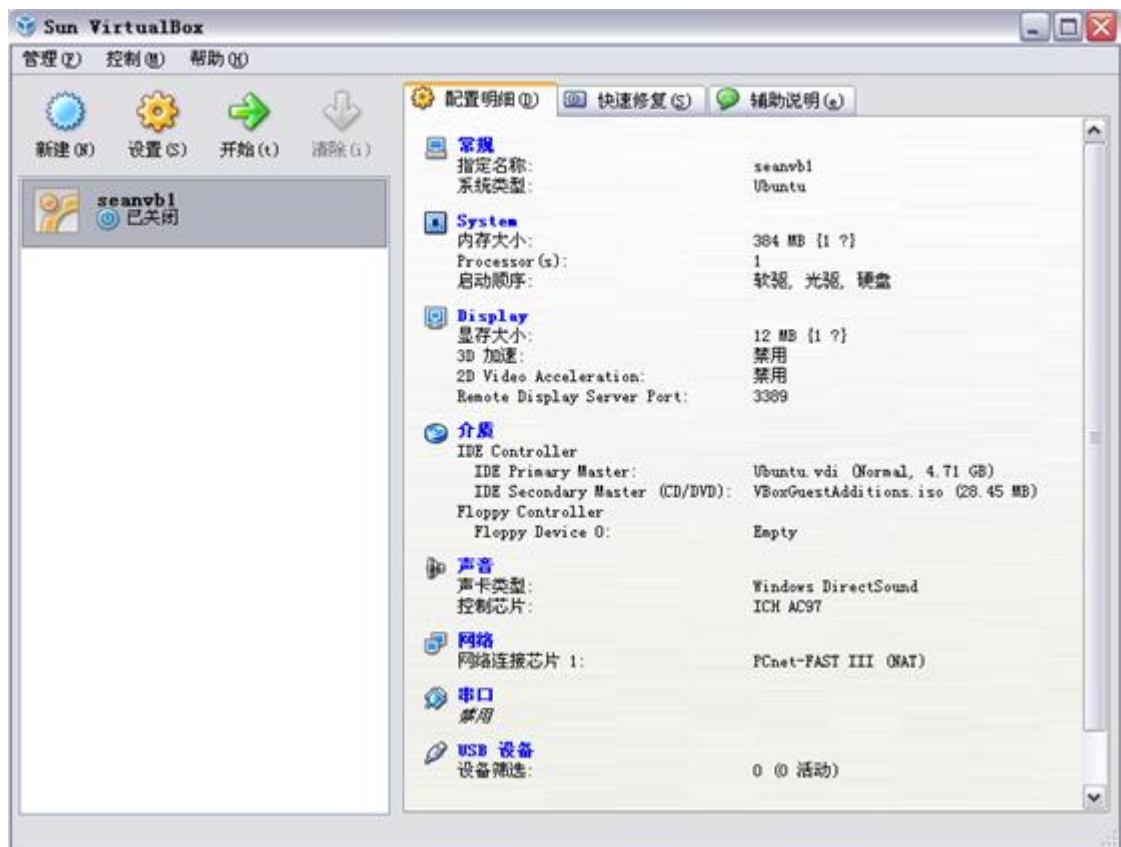 Sun VirtualBox
管理(F) 控制(M) 帮助(H)
新建(N) 设置(S) 开始(t) 清除(i)
配置明细(D) 快速修复(S) 辅助说明(e)
seanvb1
已关闭
常规
指定名称: seanvb1
系统类型: Ubuntu
System
内存大小: 384 MB {1 ?}
Processor(s): 1
启动顺序: 软驱, 光驱, 硬盘
Display
显存大小: 12 MB {1 ?}
3D 加速: 禁用
2D Video Acceleration: 禁用
Remote Display Server Port: 3389
介质
IDE Controller
IDE Primary Master: Ubuntu.vdi (Normal, 4.71 GB)
IDE Secondary Master (CD/DVD): VBoxGuestAdditions.iso (28.45 MB)
Floppy Controller
Floppy Device 0: Empty
声音
声卡类型: Windows DirectSound
控制芯片: ICH AC97
网络
网络连接芯片 1: PCnet-FAST III (NAT)
串口
禁用
USB 设备
设备筛选: 0 (0 活动)